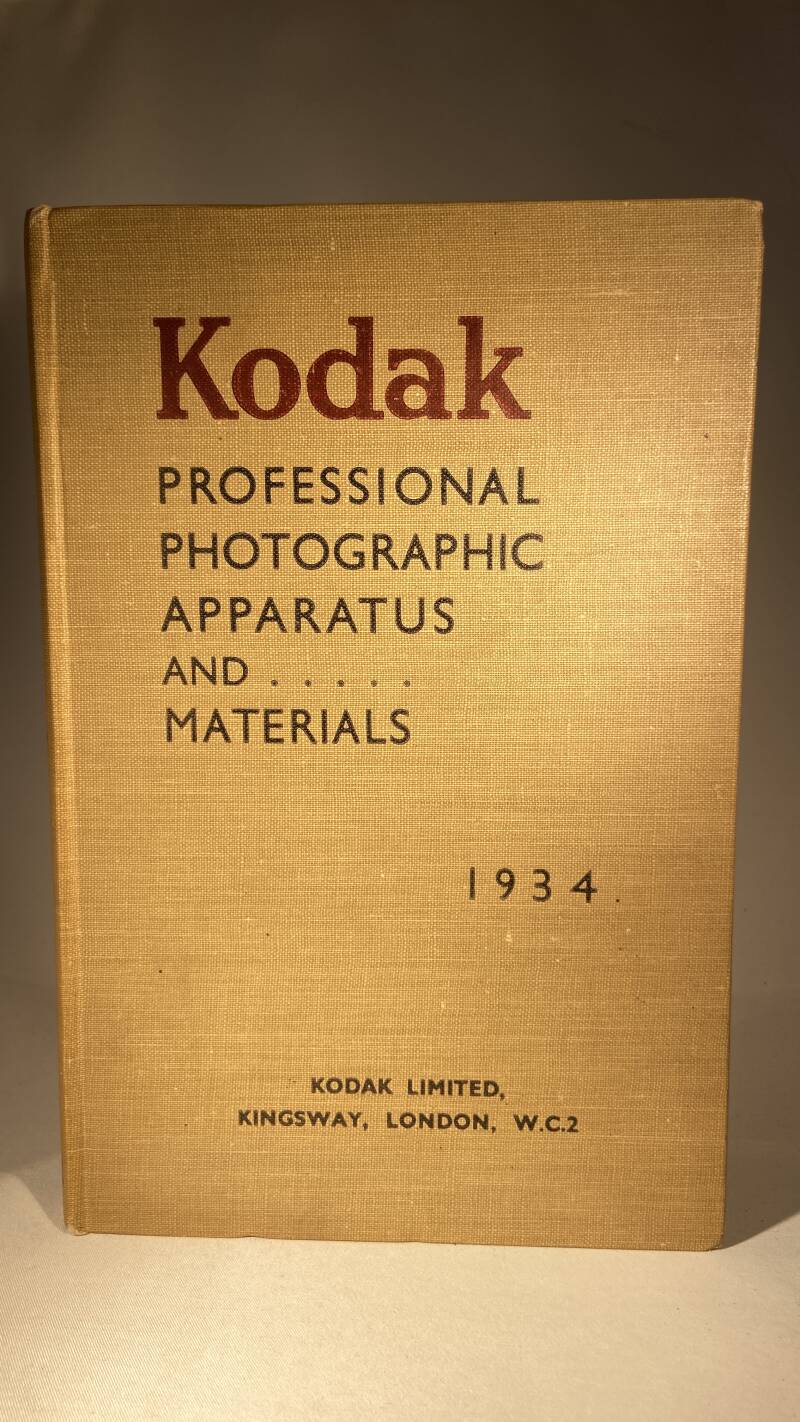 Kodak
PROFESSIONAL
PHOTOGRAPHIC
APPARATUS
AND . . . . .
MATERIALS
1934.
KODAK LIMITED,
KINGSWAY, LONDON, W.C.2